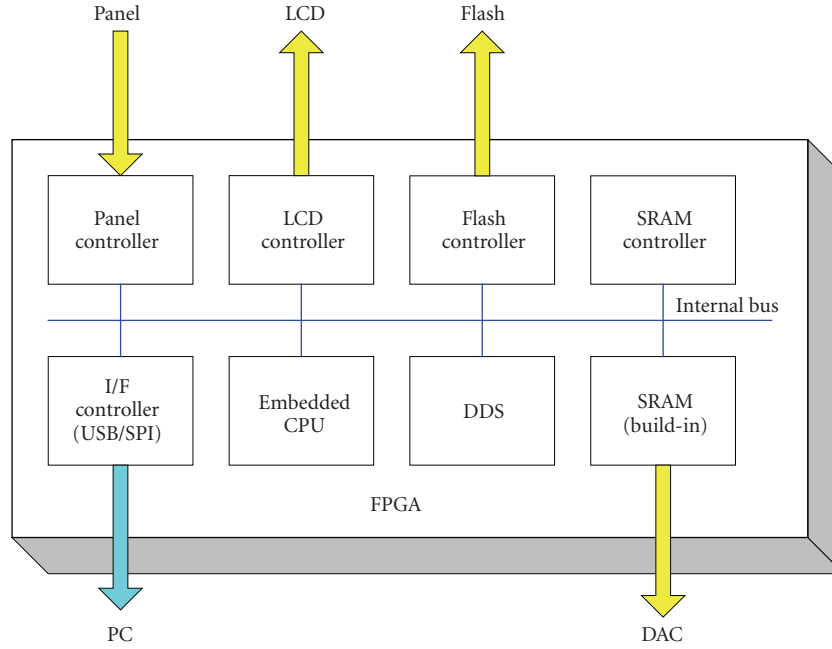 Panel
LCD
Flash
Panel
controller
LCD
controller
Flash
controller
SRAM
controller
Internal bus
I/F
controller
(USB/SPI)
Embedded
CPU
DDS
SRAM
(build-in)
FPGA
PC
DAC